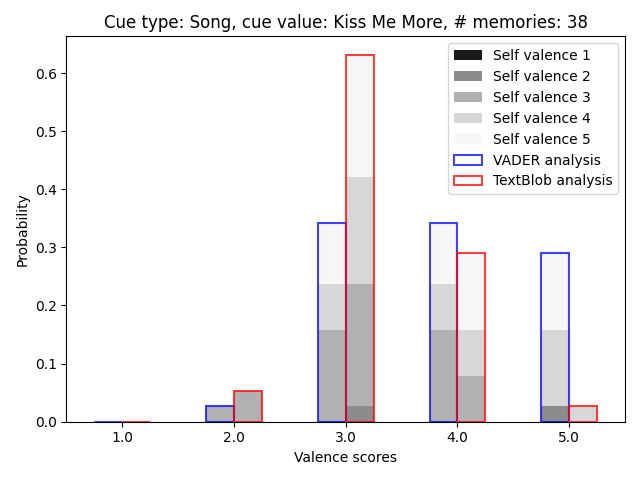 Cue type: Song, cue value: Kiss Me More, # memories: 38
Self valence 1
Self valence 2
Self valence 3
Self valence 4
Self valence 5
VADER analysis
TextBlob analysis
Probability
0.6
0.5
0.4
0.3
0.2
0.1
0.0
1.0 2.0 3.0 4.0 5.0
Valence scores